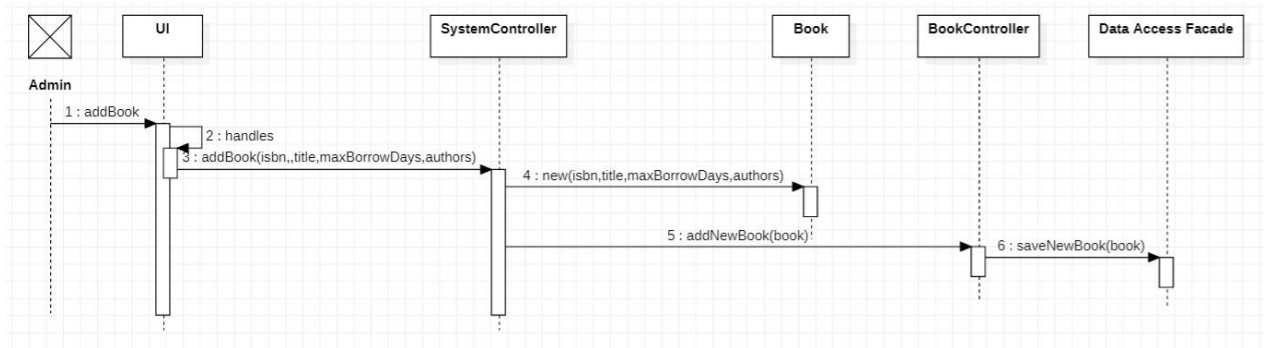 UI
SystemController
Book
BookController
Data Access Facade
Admin
1 : addBook
2 : handles
3 : addBook(isbn,,title,maxBorrowDays,authors)
4 : new(isbn,title,maxBorrowDays,authors)
5 : addNewBook(book)
6 : saveNewBook(book)